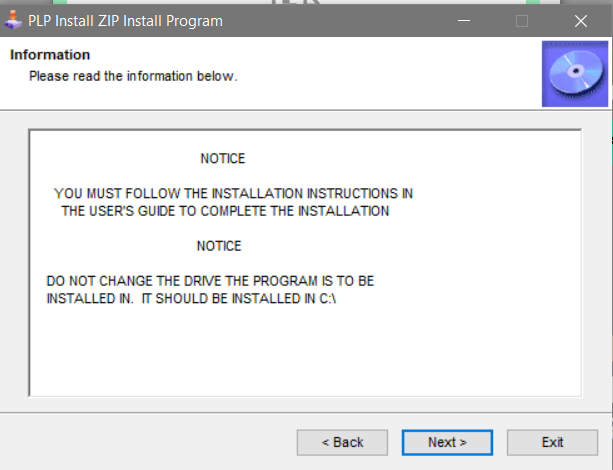 PLP Install ZIP Install Program
Information
Please read the information below.
NOTICE
YOU MUST FOLLOW THE INSTALLATION INSTRUCTIONS IN
THE USER'S GUIDE TO COMPLETE THE INSTALLATION
NOTICE
DO NOT CHANGE THE DRIVE THE PROGRAM IS TO BE
INSTALLED IN.  IT SHOULD BE INSTALLED IN C:\
< Back
Next >
Exit